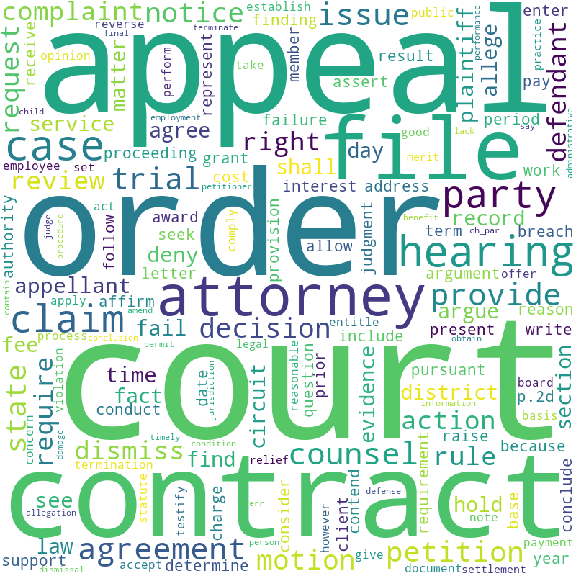 complaint notice
reverse
final
terminate
establish
finding
issue
public
enter
request
receive
matter
opinion
perform
represent
take
member
result
assert
plaintiff
allege
performance
practice
pay
defendant
administrative
appeal
child
employment
service
agree
failure
good
lack
say
period
case
proceeding
right
day
file
work
employee
set
petitioner
grant
cost
shall
merit
review
trial
interest
address
benefit
party
authority
judge
procedure
act
follow
award
deny
seek
comply
provision
allow
judgment
ch_par
record
term
breach
order
hearing
contain
appellant
letter
entitle
argument
offer
apply
amend
affirm
attorney
provide
claim
fail
decision
include
argue
reason
process
conclusion
permit
legal
present
write
fee
state
require
violation
time
fact
date
jurisdiction
circuit
reasonable
question
prior
evidence
pursuant
obtain
district
information
board
p.2d
basis
section
court
concern
damage
conduct
timely
condition
action
raise
because
dismiss
find
counsel
rule
termination
relief
requirement
see
statute
testify
charge
err
consider
client
contend
defense
hold
base
conclude
allegation
however
note
contract
law
agreement
person
motion
petition
payment
year
support
accept
determine
give
document
settlement
dismissal